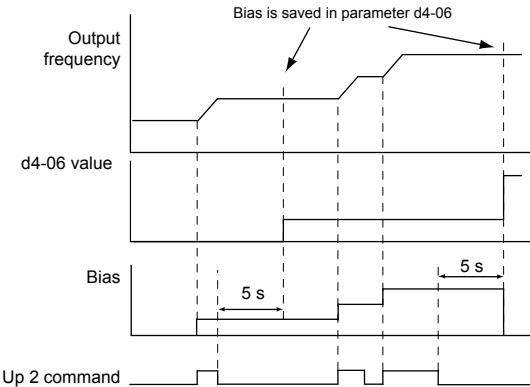 Bias is saved in parameter d4-06
Output
frequency
d4-06 value
Bias
5 s
5 s
Up 2 command